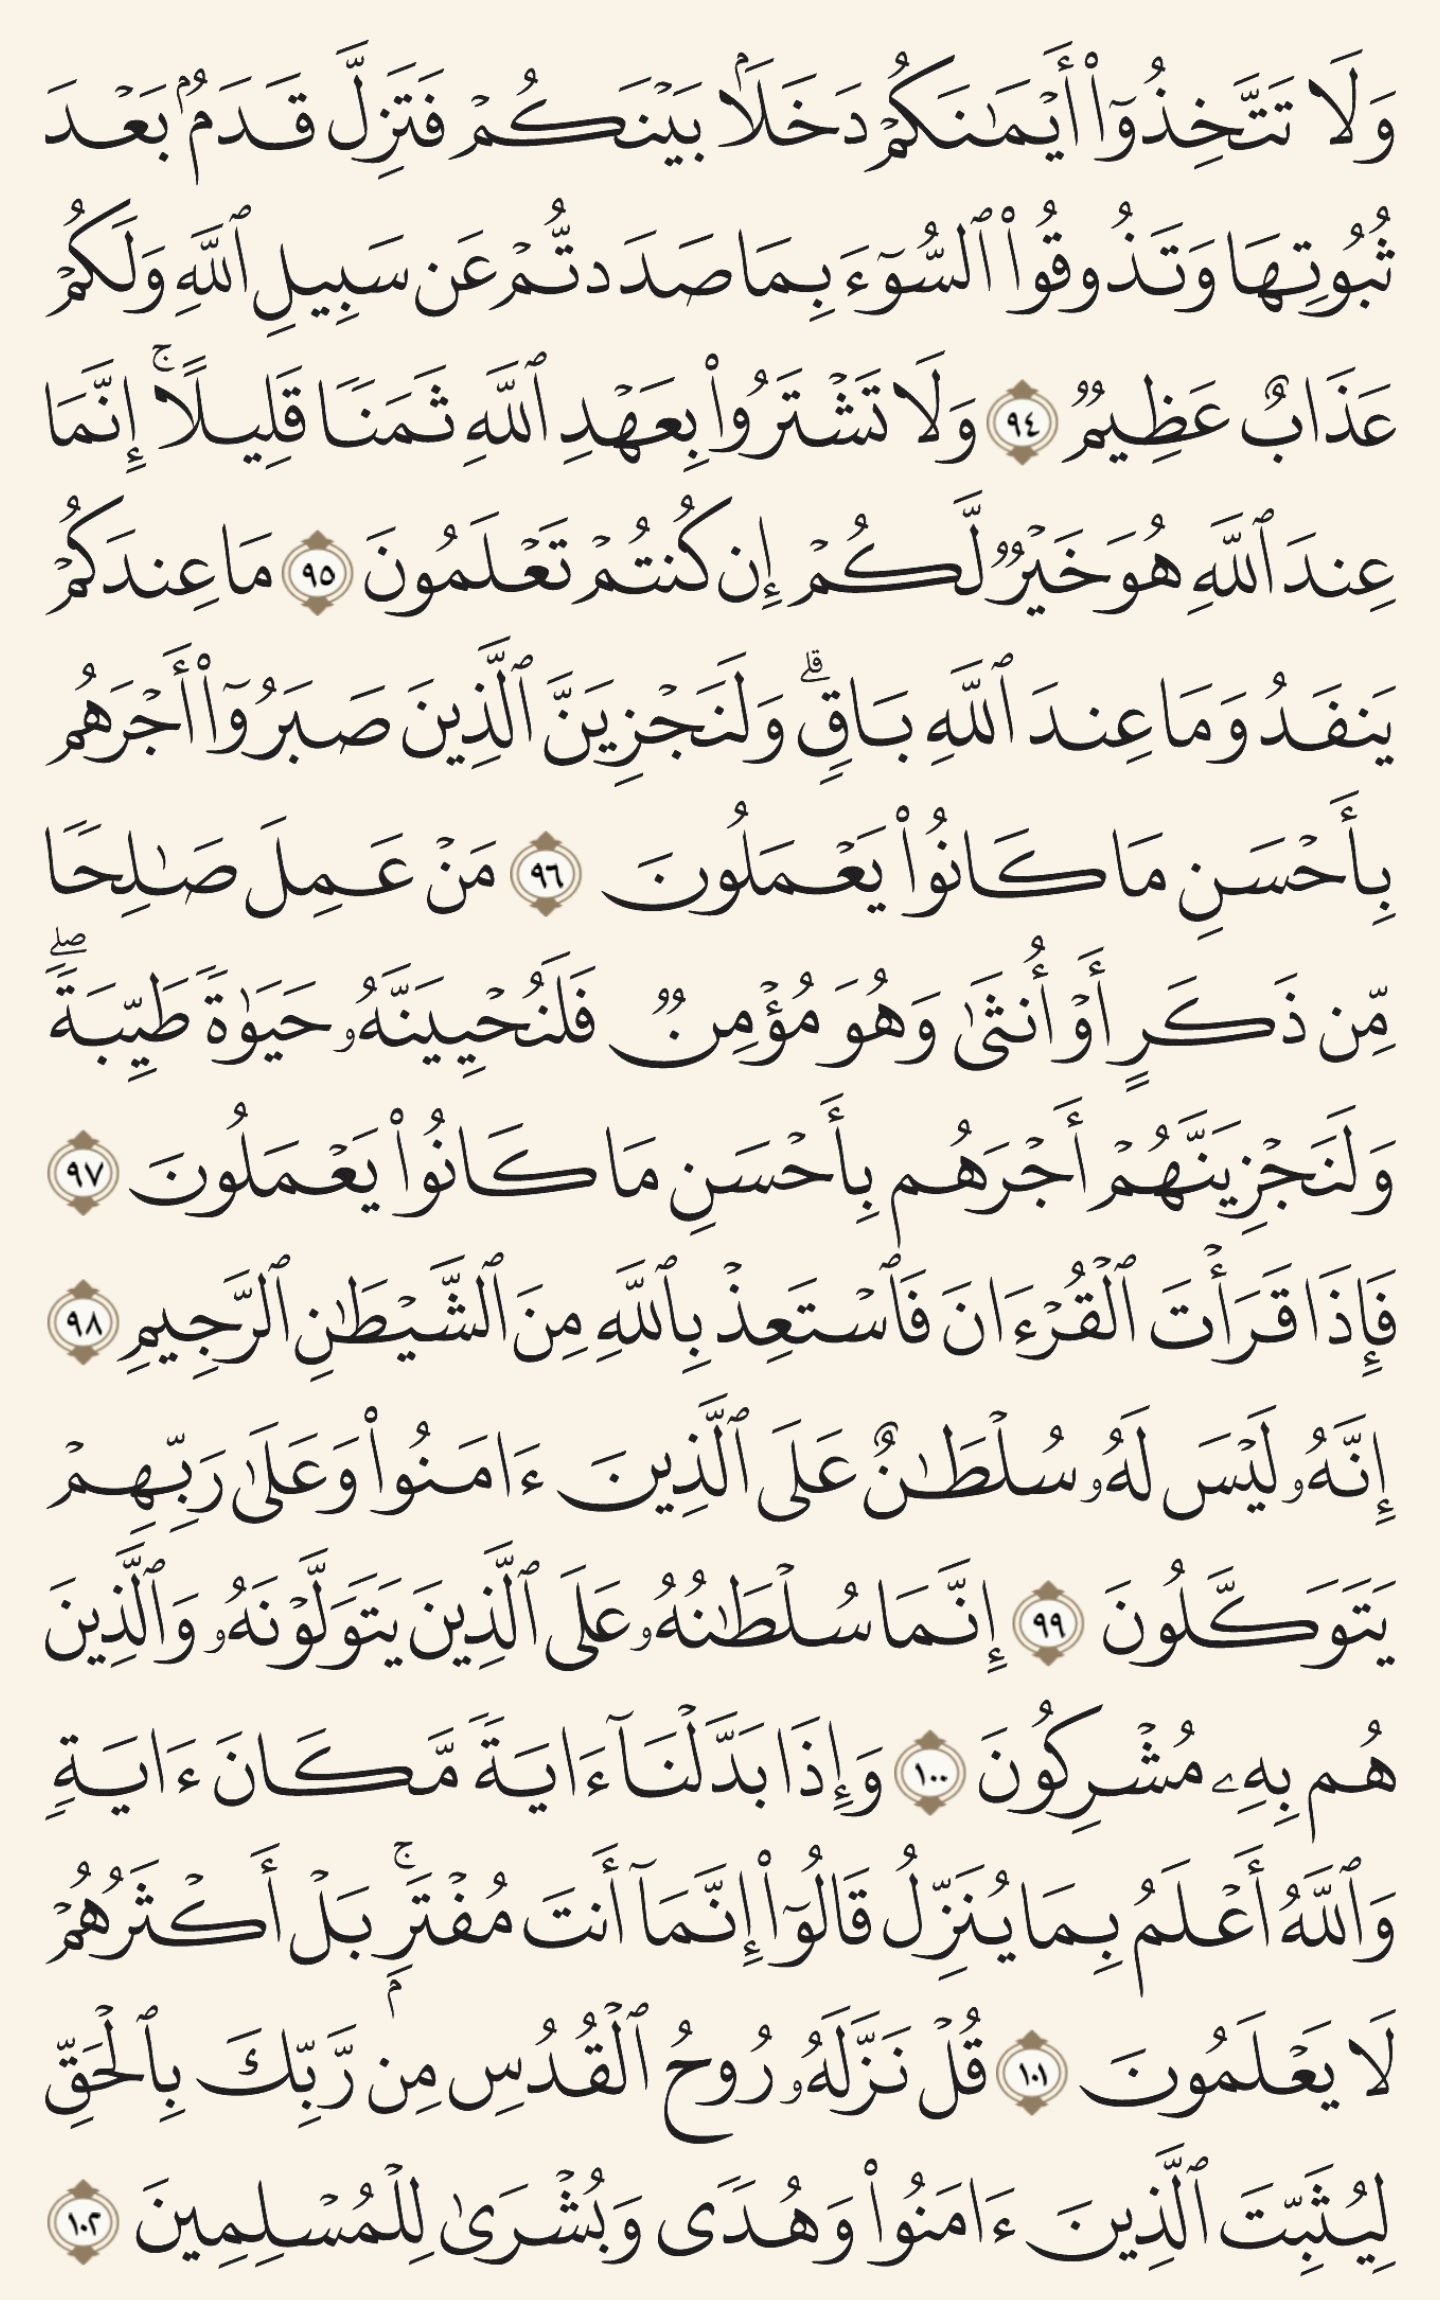 وَلَا تَتَّخِذُوٓا۟ أَيْمَـٰنَكُمْ دَخَلًۢا بَيْنَكُمْ فَتَزِلَّ قَدَمٌۢ بَعْدَ
ثُبُوتِهَا وَتَذُوقُوا۟ ٱلسُّوٓءَ بِمَا صَدَدتُّمْ عَن سَبِيلِ ٱللَّهِ وَلَكُمْ
عَذَابٌ عَظِيمٌ ٩٤ وَلَا تَشْتَرُوا۟ بِعَهْدِ ٱللَّهِ ثَمَنًا قَلِيلًا ۚ إِنَّمَا
عِندَ ٱللَّهِ هُوَ خَيْرٌ لَّكُمْ إِن كُنتُمْ تَعْلَمُونَ ٩٥ مَا عِندَكُمْ
يَنفَدُ وَمَا عِندَ ٱللَّهِ بَاقٍ ۗ وَلَنَجْزِيَنَّ ٱلَّذِينَ صَبَرُوٓا۟ أَجْرَهُم
بِأَحْسَنِ مَا كَانُوا۟ يَعْمَلُونَ ٩٦ مَنْ عَمِلَ صَـٰلِحًا
مِّن ذَكَرٍ أَوْ أُنثَىٰ وَهُوَ مُؤْمِنٌ فَلَنُحْيِيَنَّهُۥ حَيَوٰةً طَيِّبَةً ۖ
وَلَنَجْزِيَنَّهُمْ أَجْرَهُم بِأَحْسَنِ مَا كَانُوا۟ يَعْمَلُونَ ٩٧
فَإِذَا قَرَأْتَ ٱلْقُرْءَانَ فَٱسْتَعِذْ بِٱللَّهِ مِنَ ٱلشَّيْطَـٰنِ ٱلرَّجِيمِ ٩٨
إِنَّهُۥ لَيْسَ لَهُۥ سُلْطَـٰنٌ عَلَى ٱلَّذِينَ ءَامَنُوا۟ وَعَلَىٰ رَبِّهِمْ
يَتَوَكَّلُونَ ٩٩ إِنَّمَا سُلْطَـٰنُهُۥ عَلَى ٱلَّذِينَ يَتَوَلَّوْنَهُۥ وَٱلَّذِينَ
هُم بِهِۦ مُشْرِكُونَ ١٠٠ وَإِذَا بَدَّلْنَآ ءَايَةً مَّكَانَ ءَايَةٍ
وَٱللَّهُ أَعْلَمُ بِمَا يُنَزِّلُ قَالُوٓا۟ إِنَّمَآ أَنتَ مُفْتَرٍۭ ۚ بَلْ أَكْثَرُهُمْ
لَا يَعْلَمُونَ ١٠١ قُلْ نَزَّلَهُۥ رُوحُ ٱلْقُدُسِ مِن رَّبِّكَ بِٱلْحَقِّ
لِيُثَبِّتَ ٱلَّذِينَ ءَامَنُوا۟ وَهُدًى وَبُشْرَىٰ لِلْمُسْلِمِينَ ١٠٢